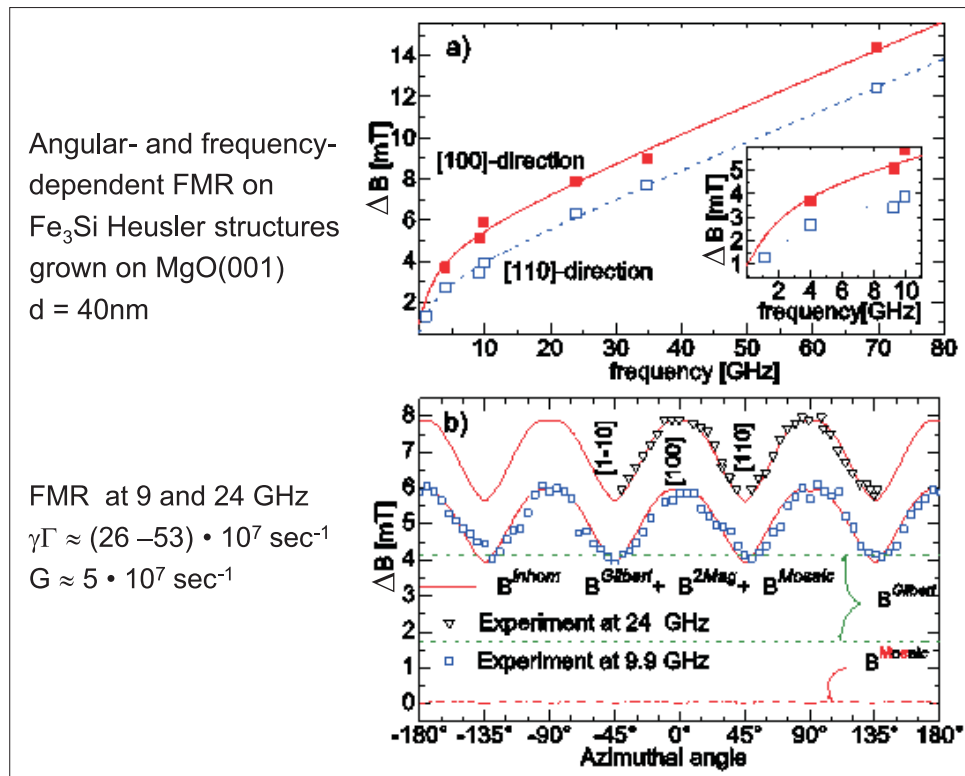 Angular- and frequency-
dependent FMR on
Fe₃Si Heusler structures
grown on MgO(001)
d = 40nm
FMR at 9 and 24 GHz
γΓ ≈ (26 –53) • 10⁷ sec⁻¹
G ≈ 5 • 10⁷ sec⁻¹
a)
Δ B [mT]
14
12
10
8
6
4
2
[100]-direction
[110]-direction
10 20 30 40 50 60 70 80
frequency [GHz]
Δ B [mT]
5
4
3
2
1
2 4 6 8 10
frequency[GHz]
b)
Δ B [mT]
8
7
6
5
4
3
2
1
0
[1-10]
[100]
[110]
B^Inhom B^Gilbert + B^2Mag + B^Mosaic
Experiment at 24 GHz
Experiment at 9.9 GHz
B^Gilbert
B^Mosaic
-180° -135° -90° -45° 0° 45° 90° 135° 180°
Azimuthal angle